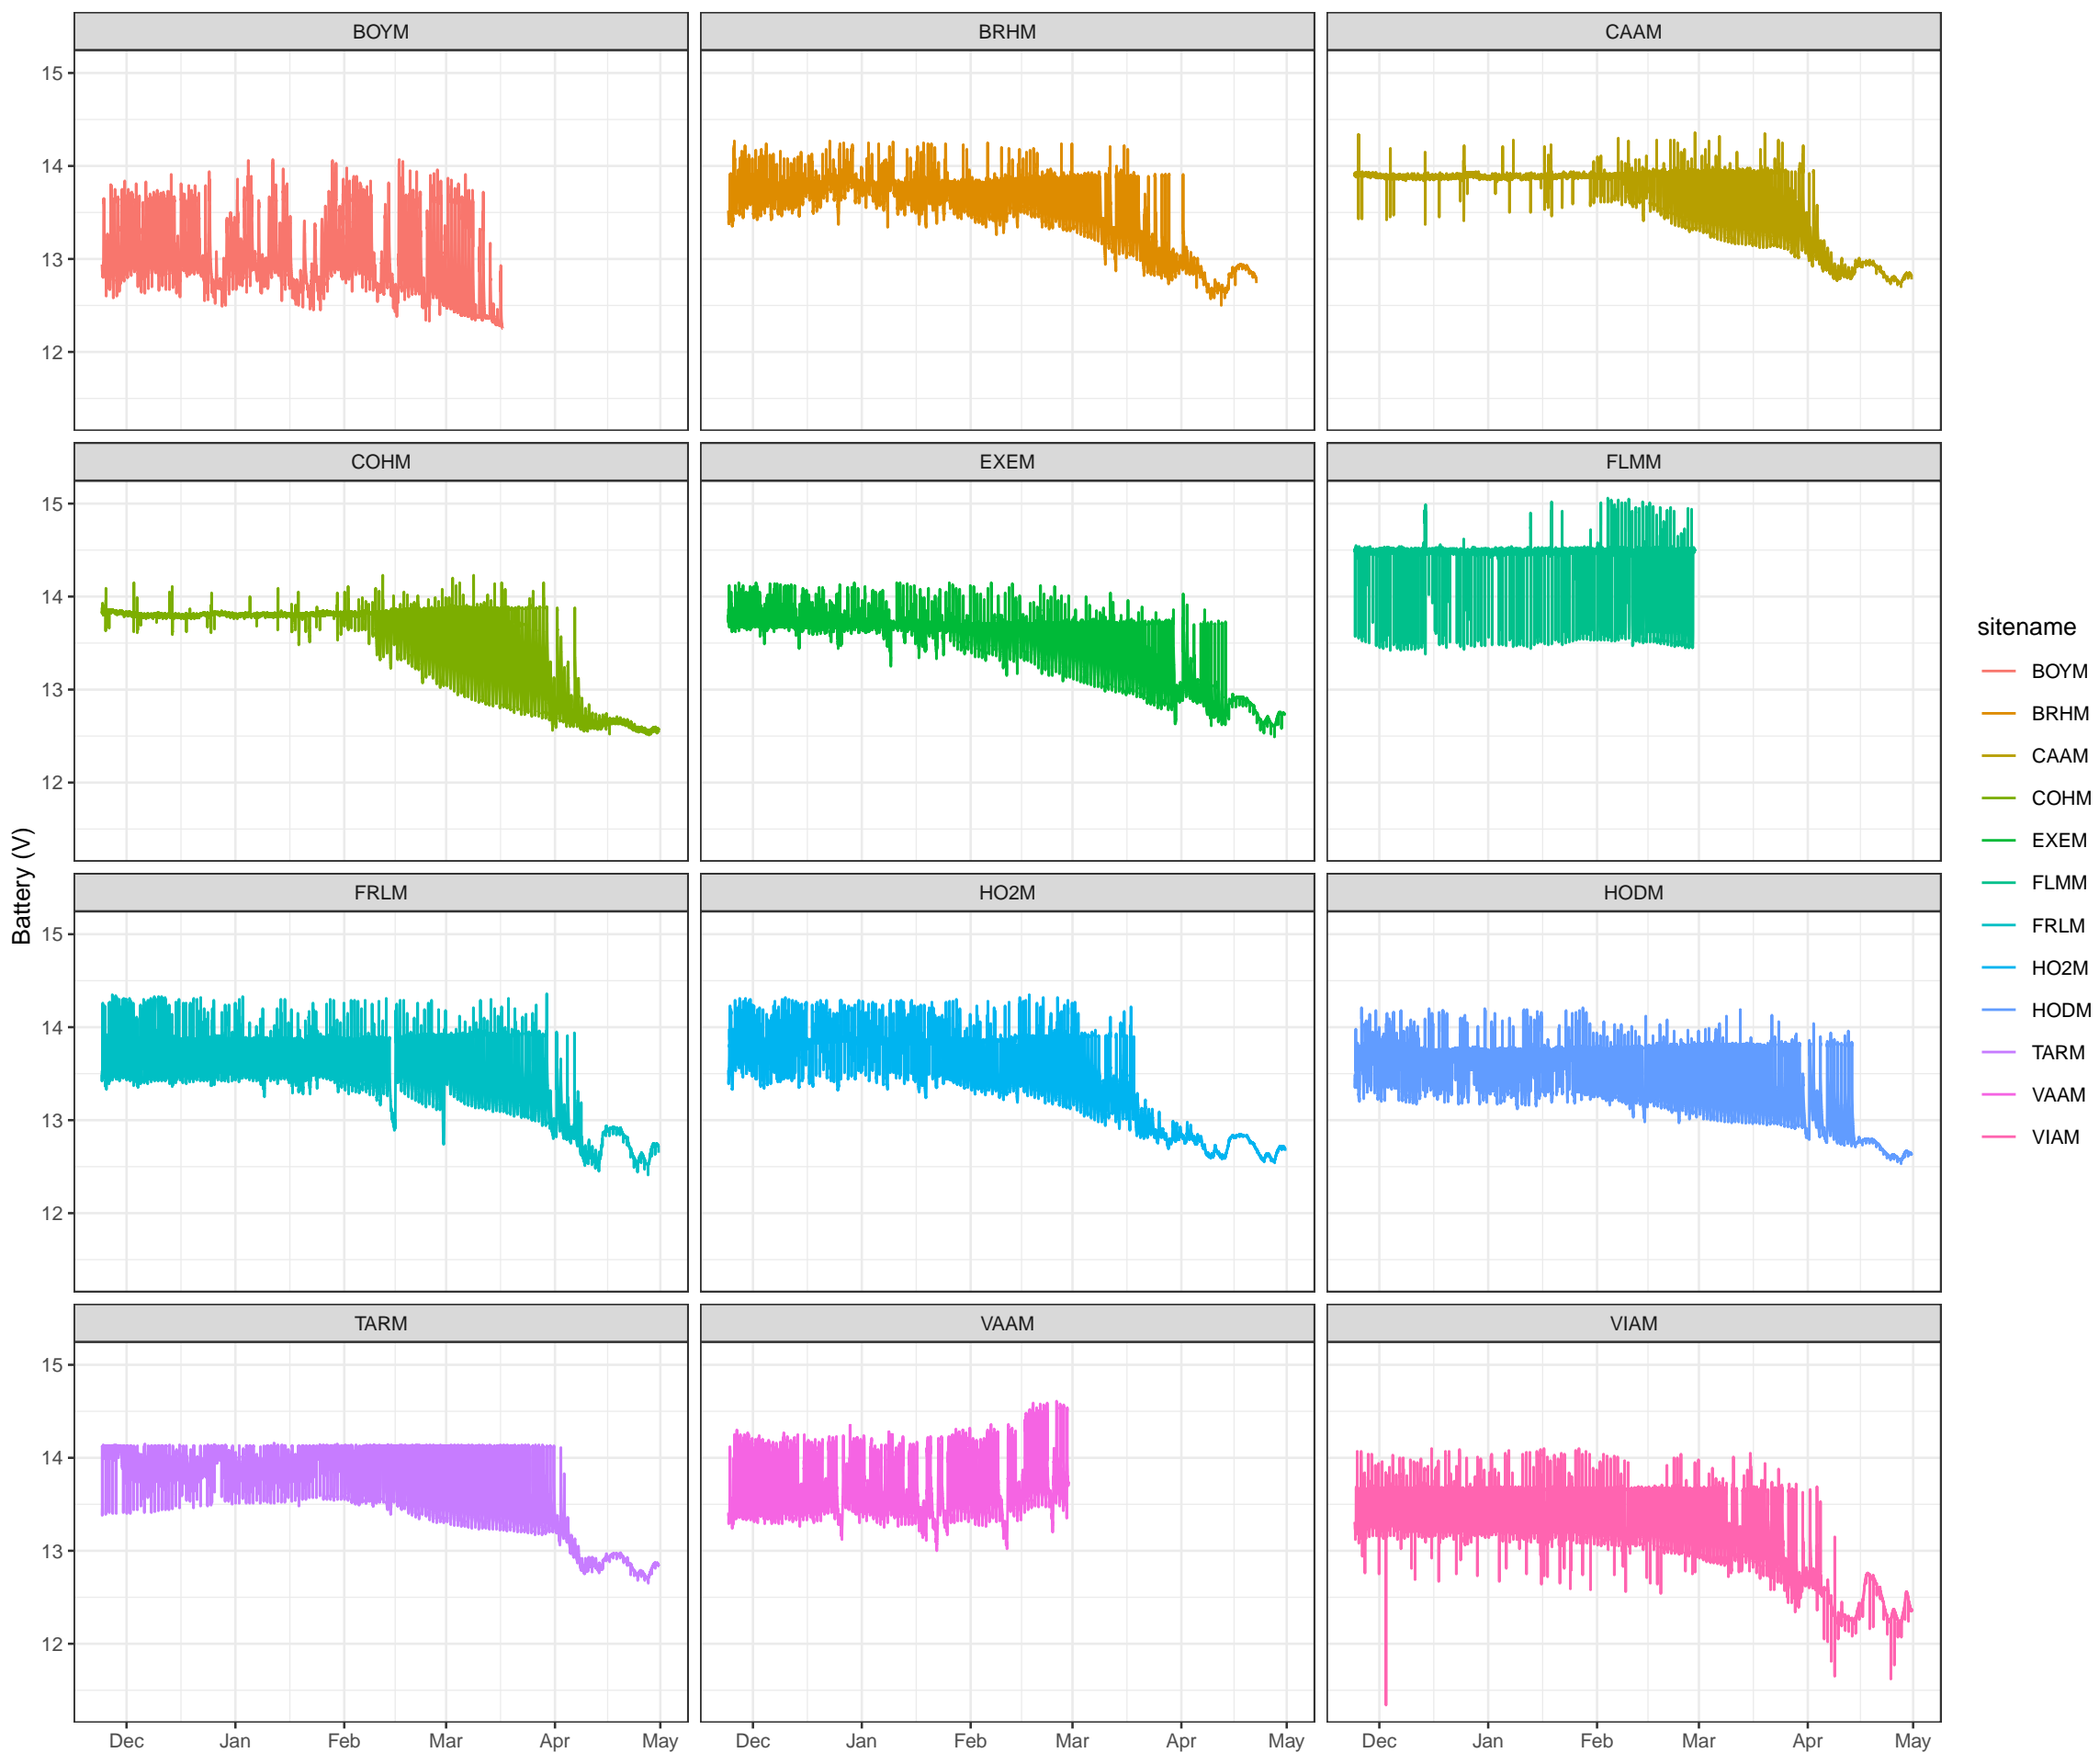 BOYM
BRHM
CAAM
15
14
13
12
COHM
EXEM
FLMM
15
14
13
12
FRLM
HO2M
HODM
15
14
13
12
TARM
VAAM
VIAM
15
14
13
12
Dec Jan Feb Mar Apr May
Dec Jan Feb Mar Apr May
Dec Jan Feb Mar Apr May
Battery (V)
sitename
BOYM
BRHM
CAAM
COHM
EXEM
FLMM
FRLM
HO2M
HODM
TARM
VAAM
VIAM